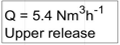 Q = 5.4 Nm³h⁻¹
Upper release